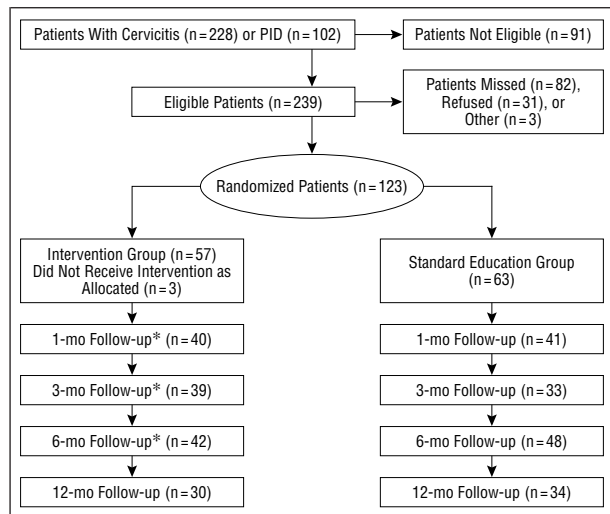 Patients With Cervicitis (n=228) or PID (n=102)
Patients Not Eligible (n=91)
Eligible Patients (n=239)
Patients Missed (n=82),
Refused (n=31), or
Other (n=3)
Randomized Patients (n=123)
Intervention Group (n=57)
Did Not Receive Intervention as
Allocated (n=3)
Standard Education Group
(n=63)
1-mo Follow-up* (n=40)
1-mo Follow-up (n=41)
3-mo Follow-up* (n=39)
3-mo Follow-up (n=33)
6-mo Follow-up* (n=42)
6-mo Follow-up (n=48)
12-mo Follow-up (n=30)
12-mo Follow-up (n=34)